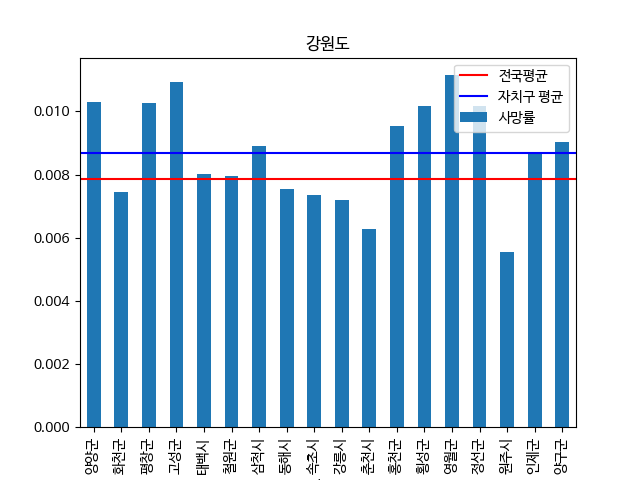 강원도
전국평균
자치구 평균
사망률
0.010
0.008
0.006
0.004
0.002
0.000
양양군
화천군
평창군
고성군
태백시
철원군
삼척시
동해시
속초시
강릉시
춘천시
홍천군
횡성군
영월군
정선군
원주시
인제군
양구군